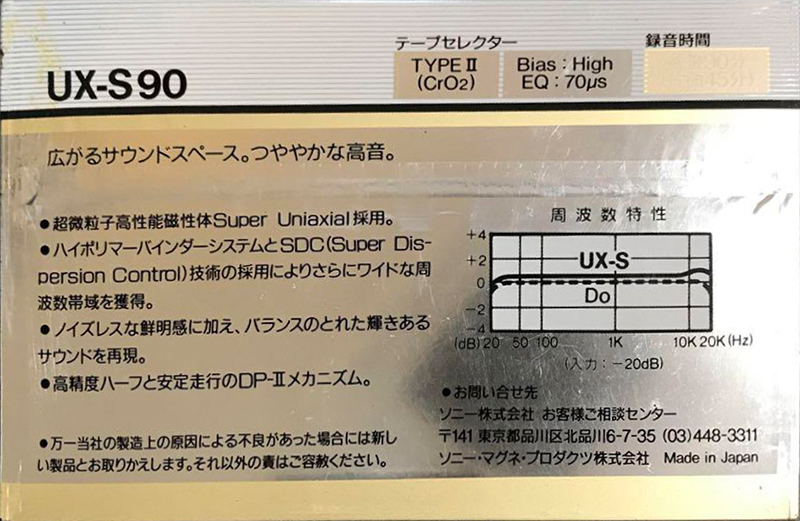 テープセレクター
録音時間
UX-S90
TYPE II
(CrO2)
Bias：High
EQ：70μs
広がるサウンドスペース。つややかな高音。
●超微粒子高性能磁性体Super Uniaxial採用。
●ハイポリマーバインダーシステムとSDC(Super Dis-
persion Control)技術の採用によりさらにワイドな周
波数帯域を獲得。
●ノイズレスな鮮明感に加え、バランスのとれた輝きある
サウンドを再現。
●高精度ハーフと安定走行のDP-IIメカニズム。
●万一当社の製造上の原因による不良があった場合には新し
い製品とお取りかえします。それ以外の責はご容赦ください。
周波数特性
+4
+2
0
−2
−4
UX-S
Do
(dB) 20 50 100 1K 10K 20K (Hz)
(入力：−20dB)
●お問い合せ先
ソニー株式会社 お客様ご相談センター
〒141 東京都品川区北品川6-7-35 (03)448-3311
ソニー・マグネ・プロダクツ株式会社 Made in Japan